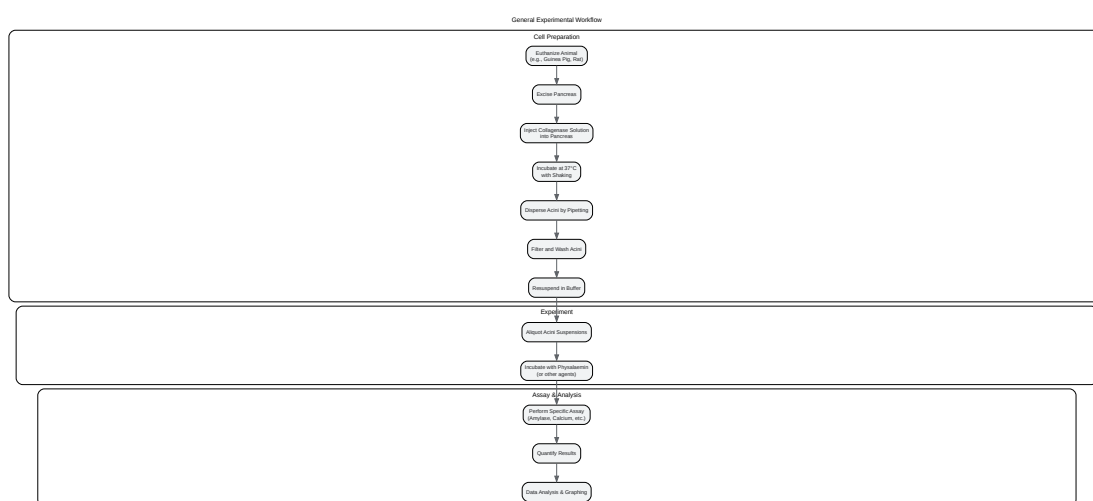 General Experimental Workflow
Cell Preparation
Euthanize Animal
(e.g., Guinea Pig, Rat)
Excise Pancreas
Inject Collagenase Solution
into Pancreas
Incubate at 37°C
with Shaking
Disperse Acini by Pipetting
Filter and Wash Acini
Resuspend in Buffer
Experiment
Aliquot Acini Suspensions
Incubate with Physalaemin
(or other agents)
Assay & Analysis
Perform Specific Assay
(Amylase, Calcium, etc.)
Quantify Results
Data Analysis & Graphing